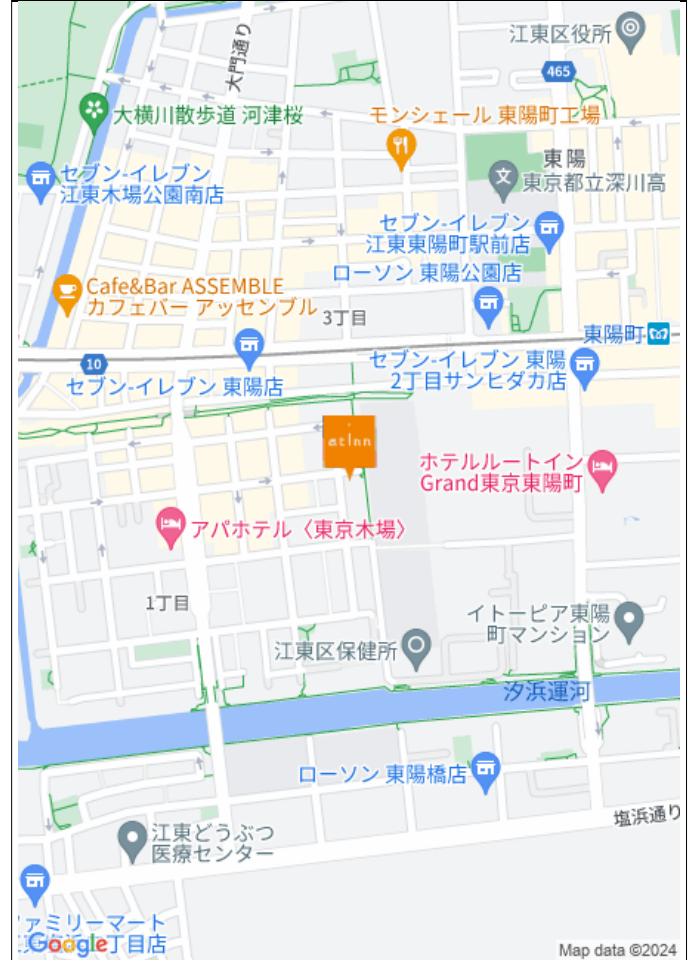 江東区役所
大門通り
465
大横川散歩道 河津桜
モンシェール 東陽町工場
セブン-イレブン
江東木場公園南店
東陽
東京都立深川高
セブン-イレブン
江東東陽町駅前店
ローソン 東陽公園店
Cafe&Bar ASSEMBLE
カフェバー アッセンブル
3丁目
東陽町
10
セブン-イレブン 東陽店
セブン-イレブン 東陽
2丁目サンヒダカ店
at inn
ホテルルートイン
Grand東京東陽町
アパホテル〈東京木場〉
1丁目
イトーピア東陽
町マンション
江東区保健所
汐浜運河
ローソン 東陽橋店
塩浜通り
江東どうぶつ
医療センター
ァミリーマート
丁目店
Google
Map data ©2024